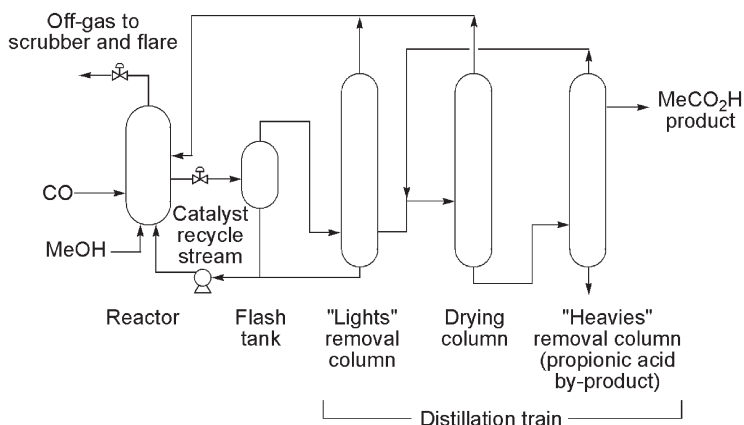 Off-gas to
scrubber and flare
MeCO2H
product
CO
Catalyst
recycle
stream
MeOH
Reactor
Flash
tank
"Lights"
removal
column
Drying
column
"Heavies"
removal column
(propionic acid
by-product)
Distillation train